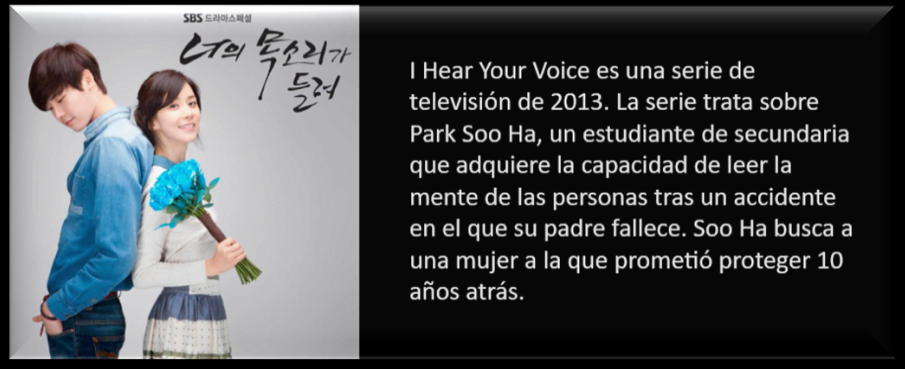 SBS 드라마스페셜
너의 목소리가
들려
I Hear Your Voice es una serie de
televisión de 2013. La serie trata sobre
Park Soo Ha, un estudiante de secundaria
que adquiere la capacidad de leer la
mente de las personas tras un accidente
en el que su padre fallece. Soo Ha busca a
una mujer a la que prometió proteger 10
años atrás.